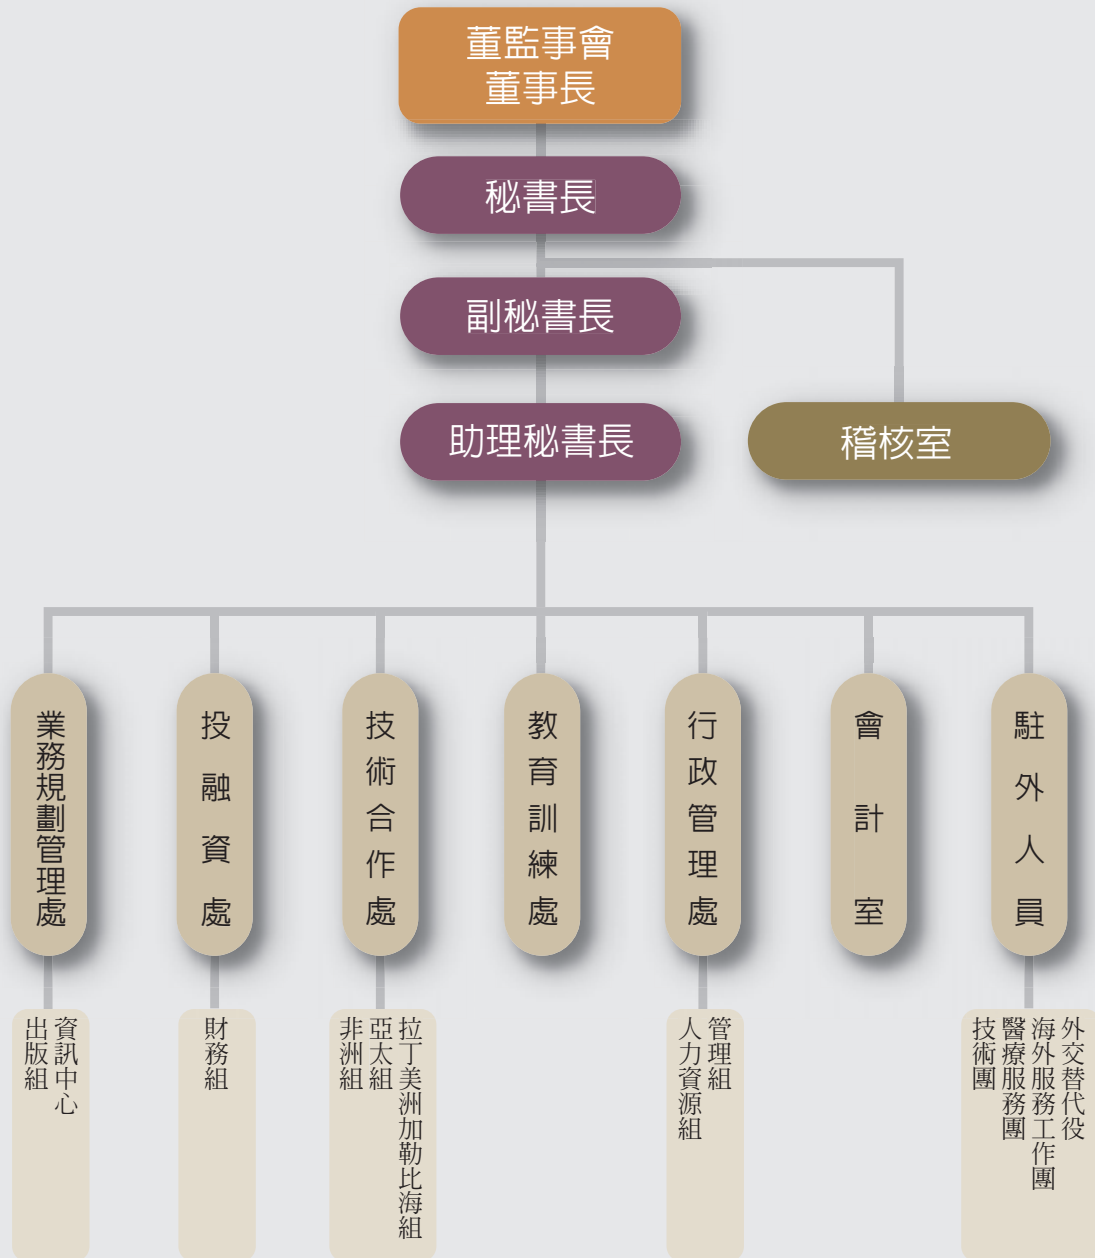 董監事會
董事長
秘書長
副秘書長
助理秘書長
稽核室
業務規劃管理處
投融資處
技術合作處
教育訓練處
行政管理處
會計室
駐外人員
資訊中心
出版組
財務組
拉丁美洲加勒比海組
亞太組
非洲組
管理組
人力資源組
外交替代役
海外服務工作團
醫療服務團
技術團